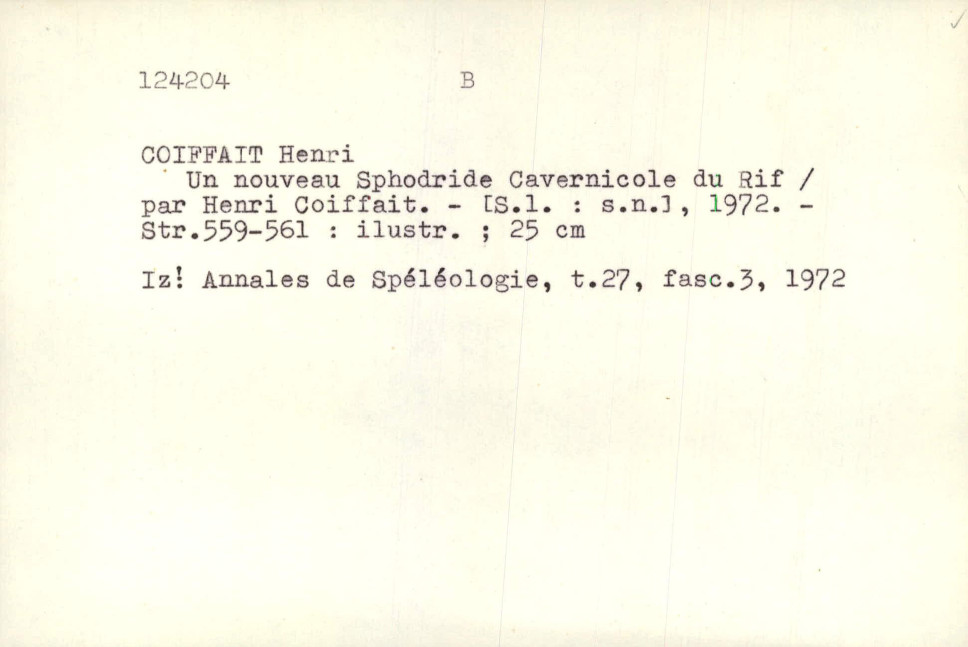 124204 B
COIFFAIT Henri
Un nouveau Sphodride Cavernicole du Rif /
par Henri Coiffait. - [S.l. : s.n.], 1972. -
Str.559-561 : ilustr. ; 25 cm
Iz! Annales de Spéléologie, t.27, fasc.3, 1972